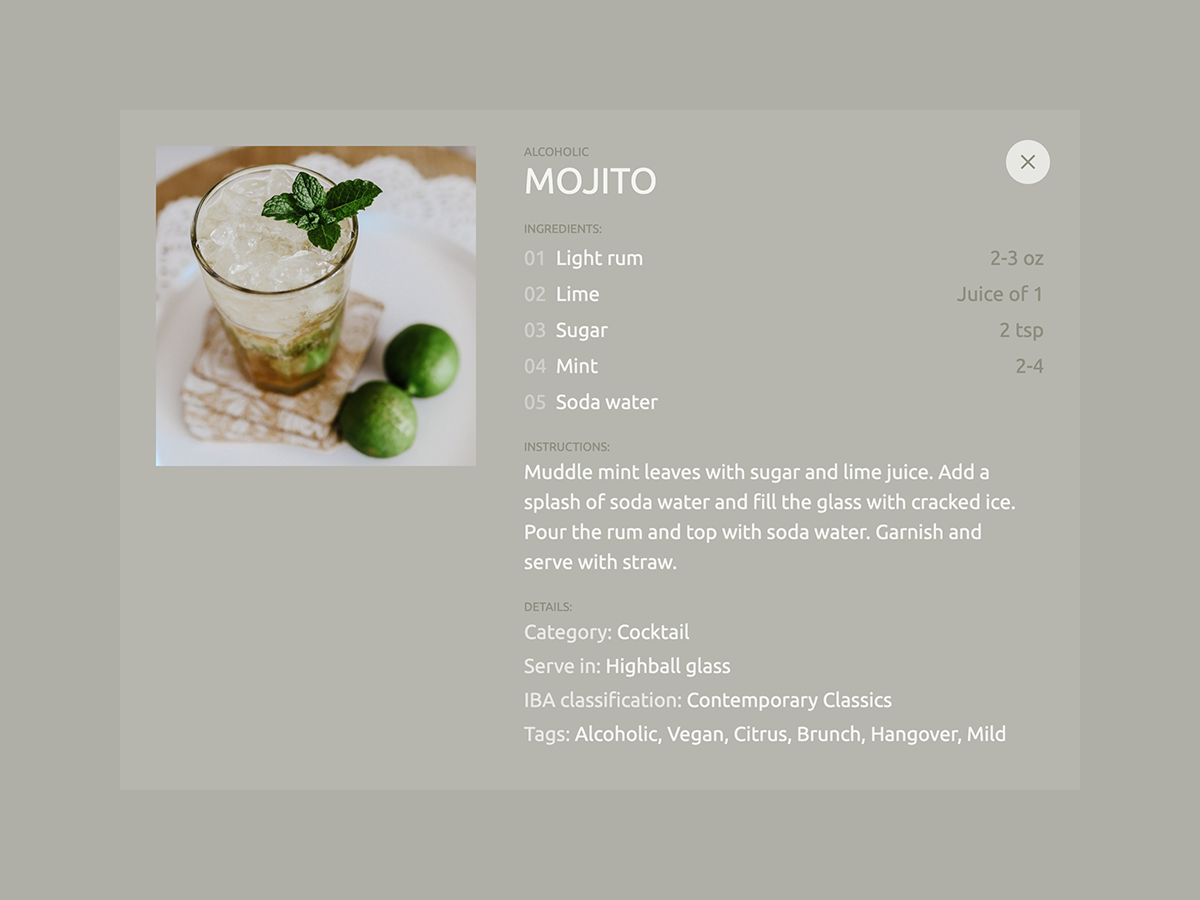 ALCOHOLIC
MOJITO
INGREDIENTS:
01 Light rum 2-3 oz
02 Lime Juice of 1
03 Sugar 2 tsp
04 Mint 2-4
05 Soda water
INSTRUCTIONS:
Muddle mint leaves with sugar and lime juice. Add a
splash of soda water and fill the glass with cracked ice.
Pour the rum and top with soda water. Garnish and
serve with straw.
DETAILS:
Category: Cocktail
Serve in: Highball glass
IBA classification: Contemporary Classics
Tags: Alcoholic, Vegan, Citrus, Brunch, Hangover, Mild